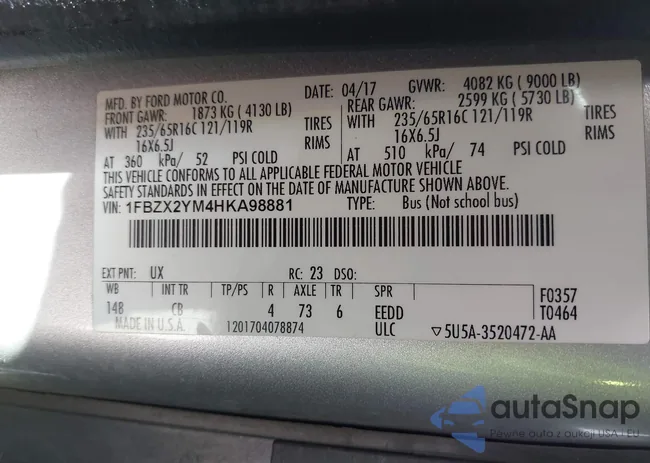 MFD. BY FORD MOTOR CO.
DATE: 04/17 GVWR: 4082 KG ( 9000 LB)
FRONT GAWR: 1873 KG ( 4130 LB)
REAR GAWR: 2599 KG ( 5730 LB)
WITH 235/65R16C 121/119R TIRES
WITH 235/65R16C 121/119R TIRES
16X6.5J RIMS
16X6.5J RIMS
AT 360 kPa/ 52 PSI COLD
AT 510 kPa/ 74 PSI COLD
THIS VEHICLE CONFORMS TO ALL APPLICABLE FEDERAL MOTOR VEHICLE
SAFETY STANDARDS IN EFFECT ON THE DATE OF MANUFACTURE SHOWN ABOVE.
VIN: 1FBZX2YM4HKA98881 TYPE: Bus (Not school bus)
EXT PNT: UX RC: 23 DSO:
WB INT TR TP/PS R AXLE TR SPR
148 CB 4 73 6 EEDD
F0357
T0464
MADE IN U.S.A. 1201704078874 ULC ▽5U5A-3520472-AA
autaSnap
Pewne auta z aukcji USA i EU